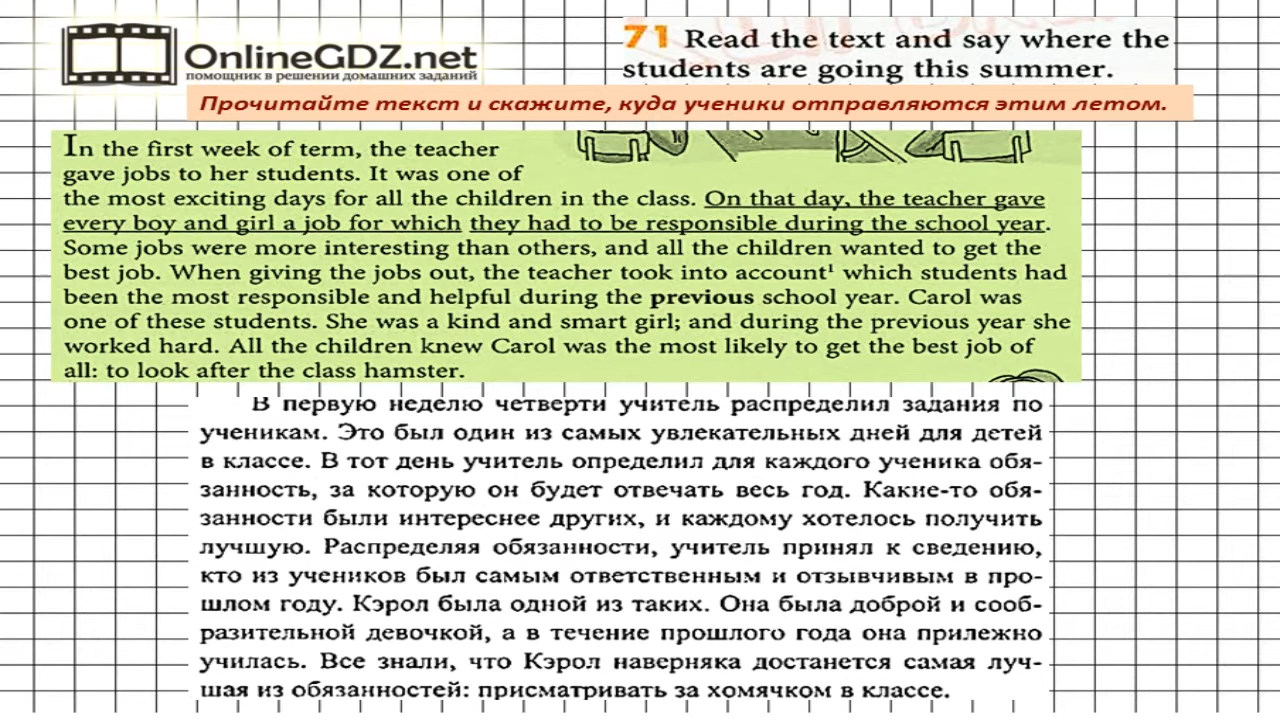 OnlineGDZ.net
помощник в решении домашних заданий
71 Read the text and say where the
students are going this summer.
Прочитайте текст и скажите, куда ученики отправляются этим летом.
In the first week of term, the teacher
gave jobs to her students. It was one of
the most exciting days for all the children in the class. On that day, the teacher gave
every boy and girl a job for which they had to be responsible during the school year.
Some jobs were more interesting than others, and all the children wanted to get the
best job. When giving the jobs out, the teacher took into account¹ which students had
been the most responsible and helpful during the previous school year. Carol was
one of these students. She was a kind and smart girl; and during the previous year she
worked hard. All the children knew Carol was the most likely to get the best job of
all: to look after the class hamster.
В первую неделю четверти учитель распределил задания по
ученикам. Это был один из самых увлекательных дней для детей
в классе. В тот день учитель определил для каждого ученика обя-
занность, за которую он будет отвечать весь год. Какие-то обя-
занности были интереснее других, и каждому хотелось получить
лучшую. Распределяя обязанности, учитель принял к сведению,
кто из учеников был самым ответственным и отзывчивым в про-
шлом году. Кэрол была одной из таких. Она была доброй и сооб-
разительной девочкой, а в течение прошлого года она прилежно
училась. Все знали, что Кэрол наверняка достанется самая луч-
шая из обязанностей: присматривать за хомячком в классе.